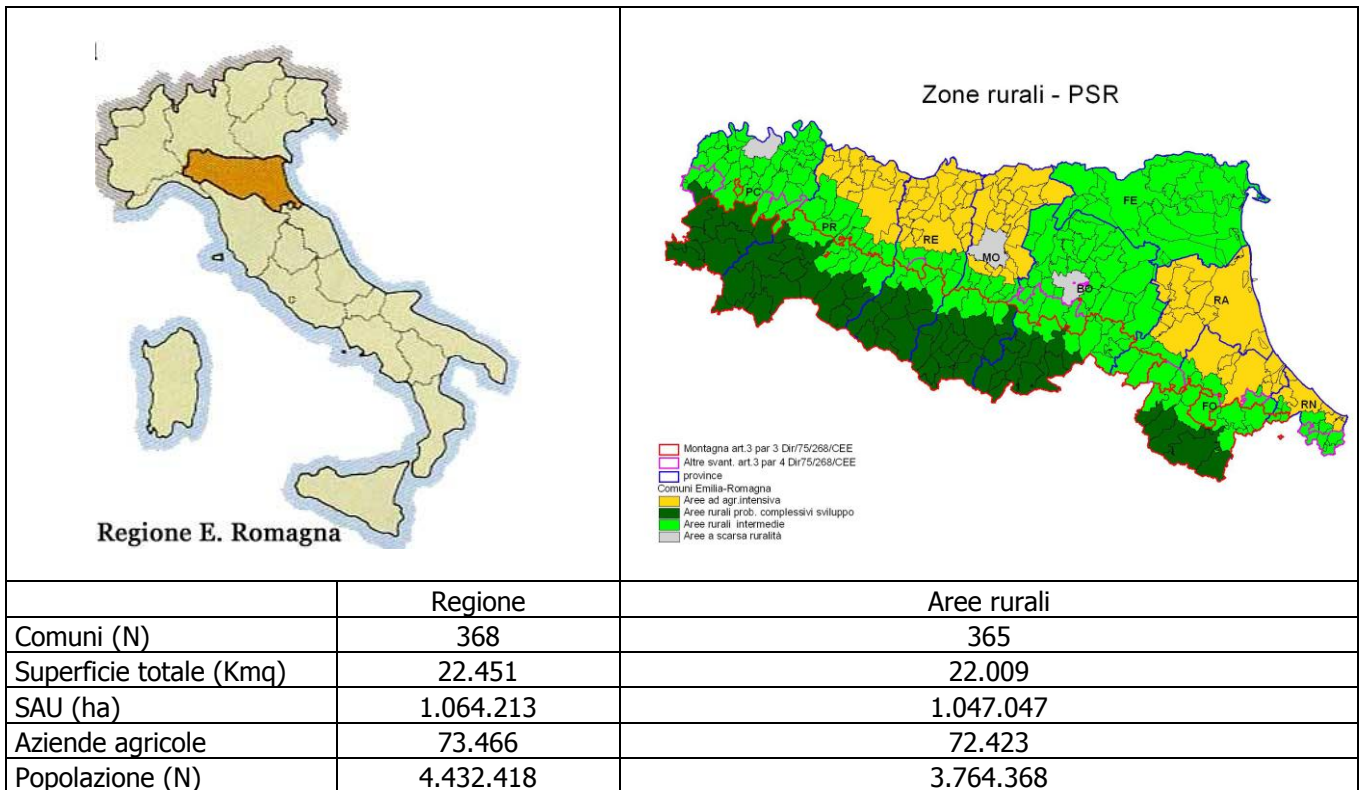 Regione E. Romagna
Zone rurali - PSR
PC
PR
RE
MO
BO
FE
RA
FO
RN
Montagna art.3 par 3 Dir/75/268/CEE
Altre svant. art.3 par 4 Dir/75/268/CEE
province
Comuni Emilia-Romagna
Aree ad agr.intensiva
Aree rurali prob. complessivi sviluppo
Aree rurali intermedie
Aree a scarsa ruralità
Regione Aree rurali
Comuni (N) 368 365
Superficie totale (Kmq) 22.451 22.009
SAU (ha) 1.064.213 1.047.047
Aziende agricole 73.466 72.423
Popolazione (N) 4.432.418 3.764.368